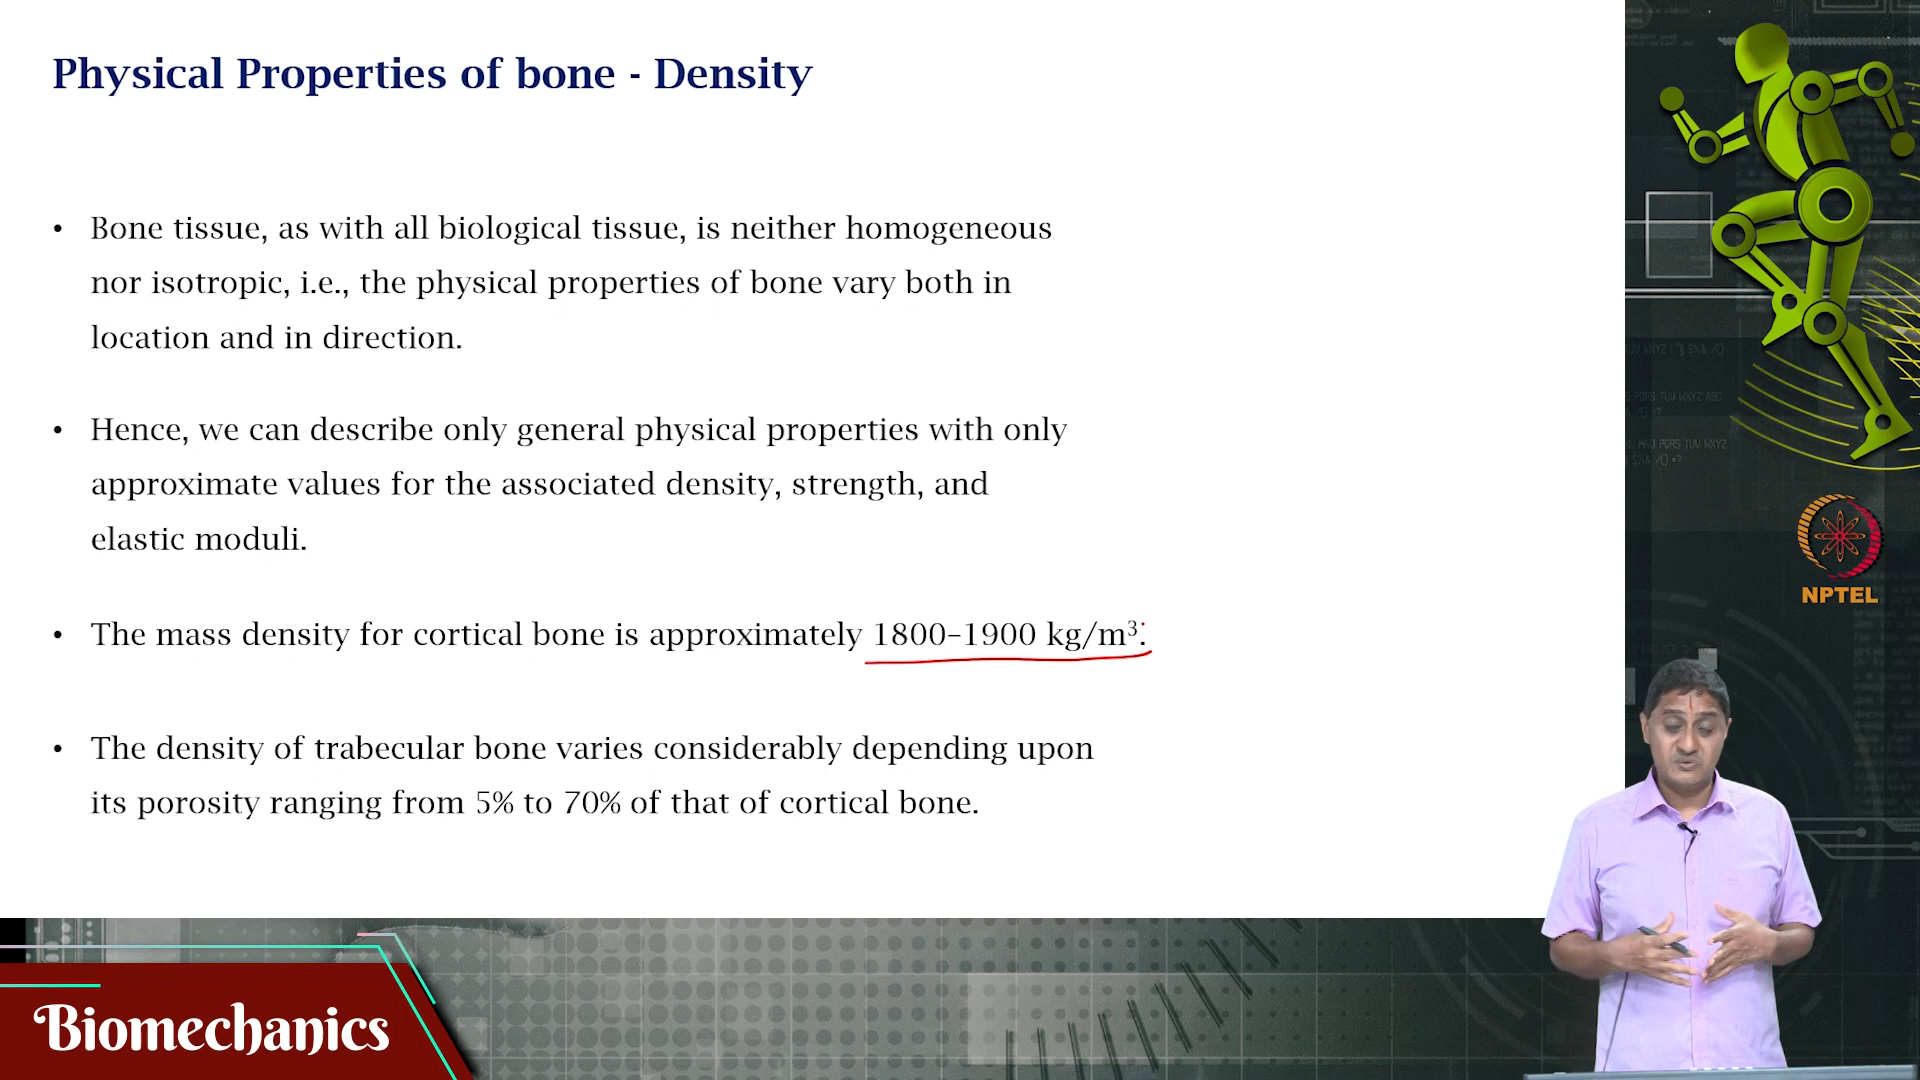 Physical Properties of bone - Density
• Bone tissue, as with all biological tissue, is neither homogeneous
nor isotropic, i.e., the physical properties of bone vary both in
location and in direction.
• Hence, we can describe only general physical properties with only
approximate values for the associated density, strength, and
elastic moduli.
• The mass density for cortical bone is approximately 1800–1900 kg/m³.
• The density of trabecular bone varies considerably depending upon
its porosity ranging from 5% to 70% of that of cortical bone.
NPTEL
Biomechanics